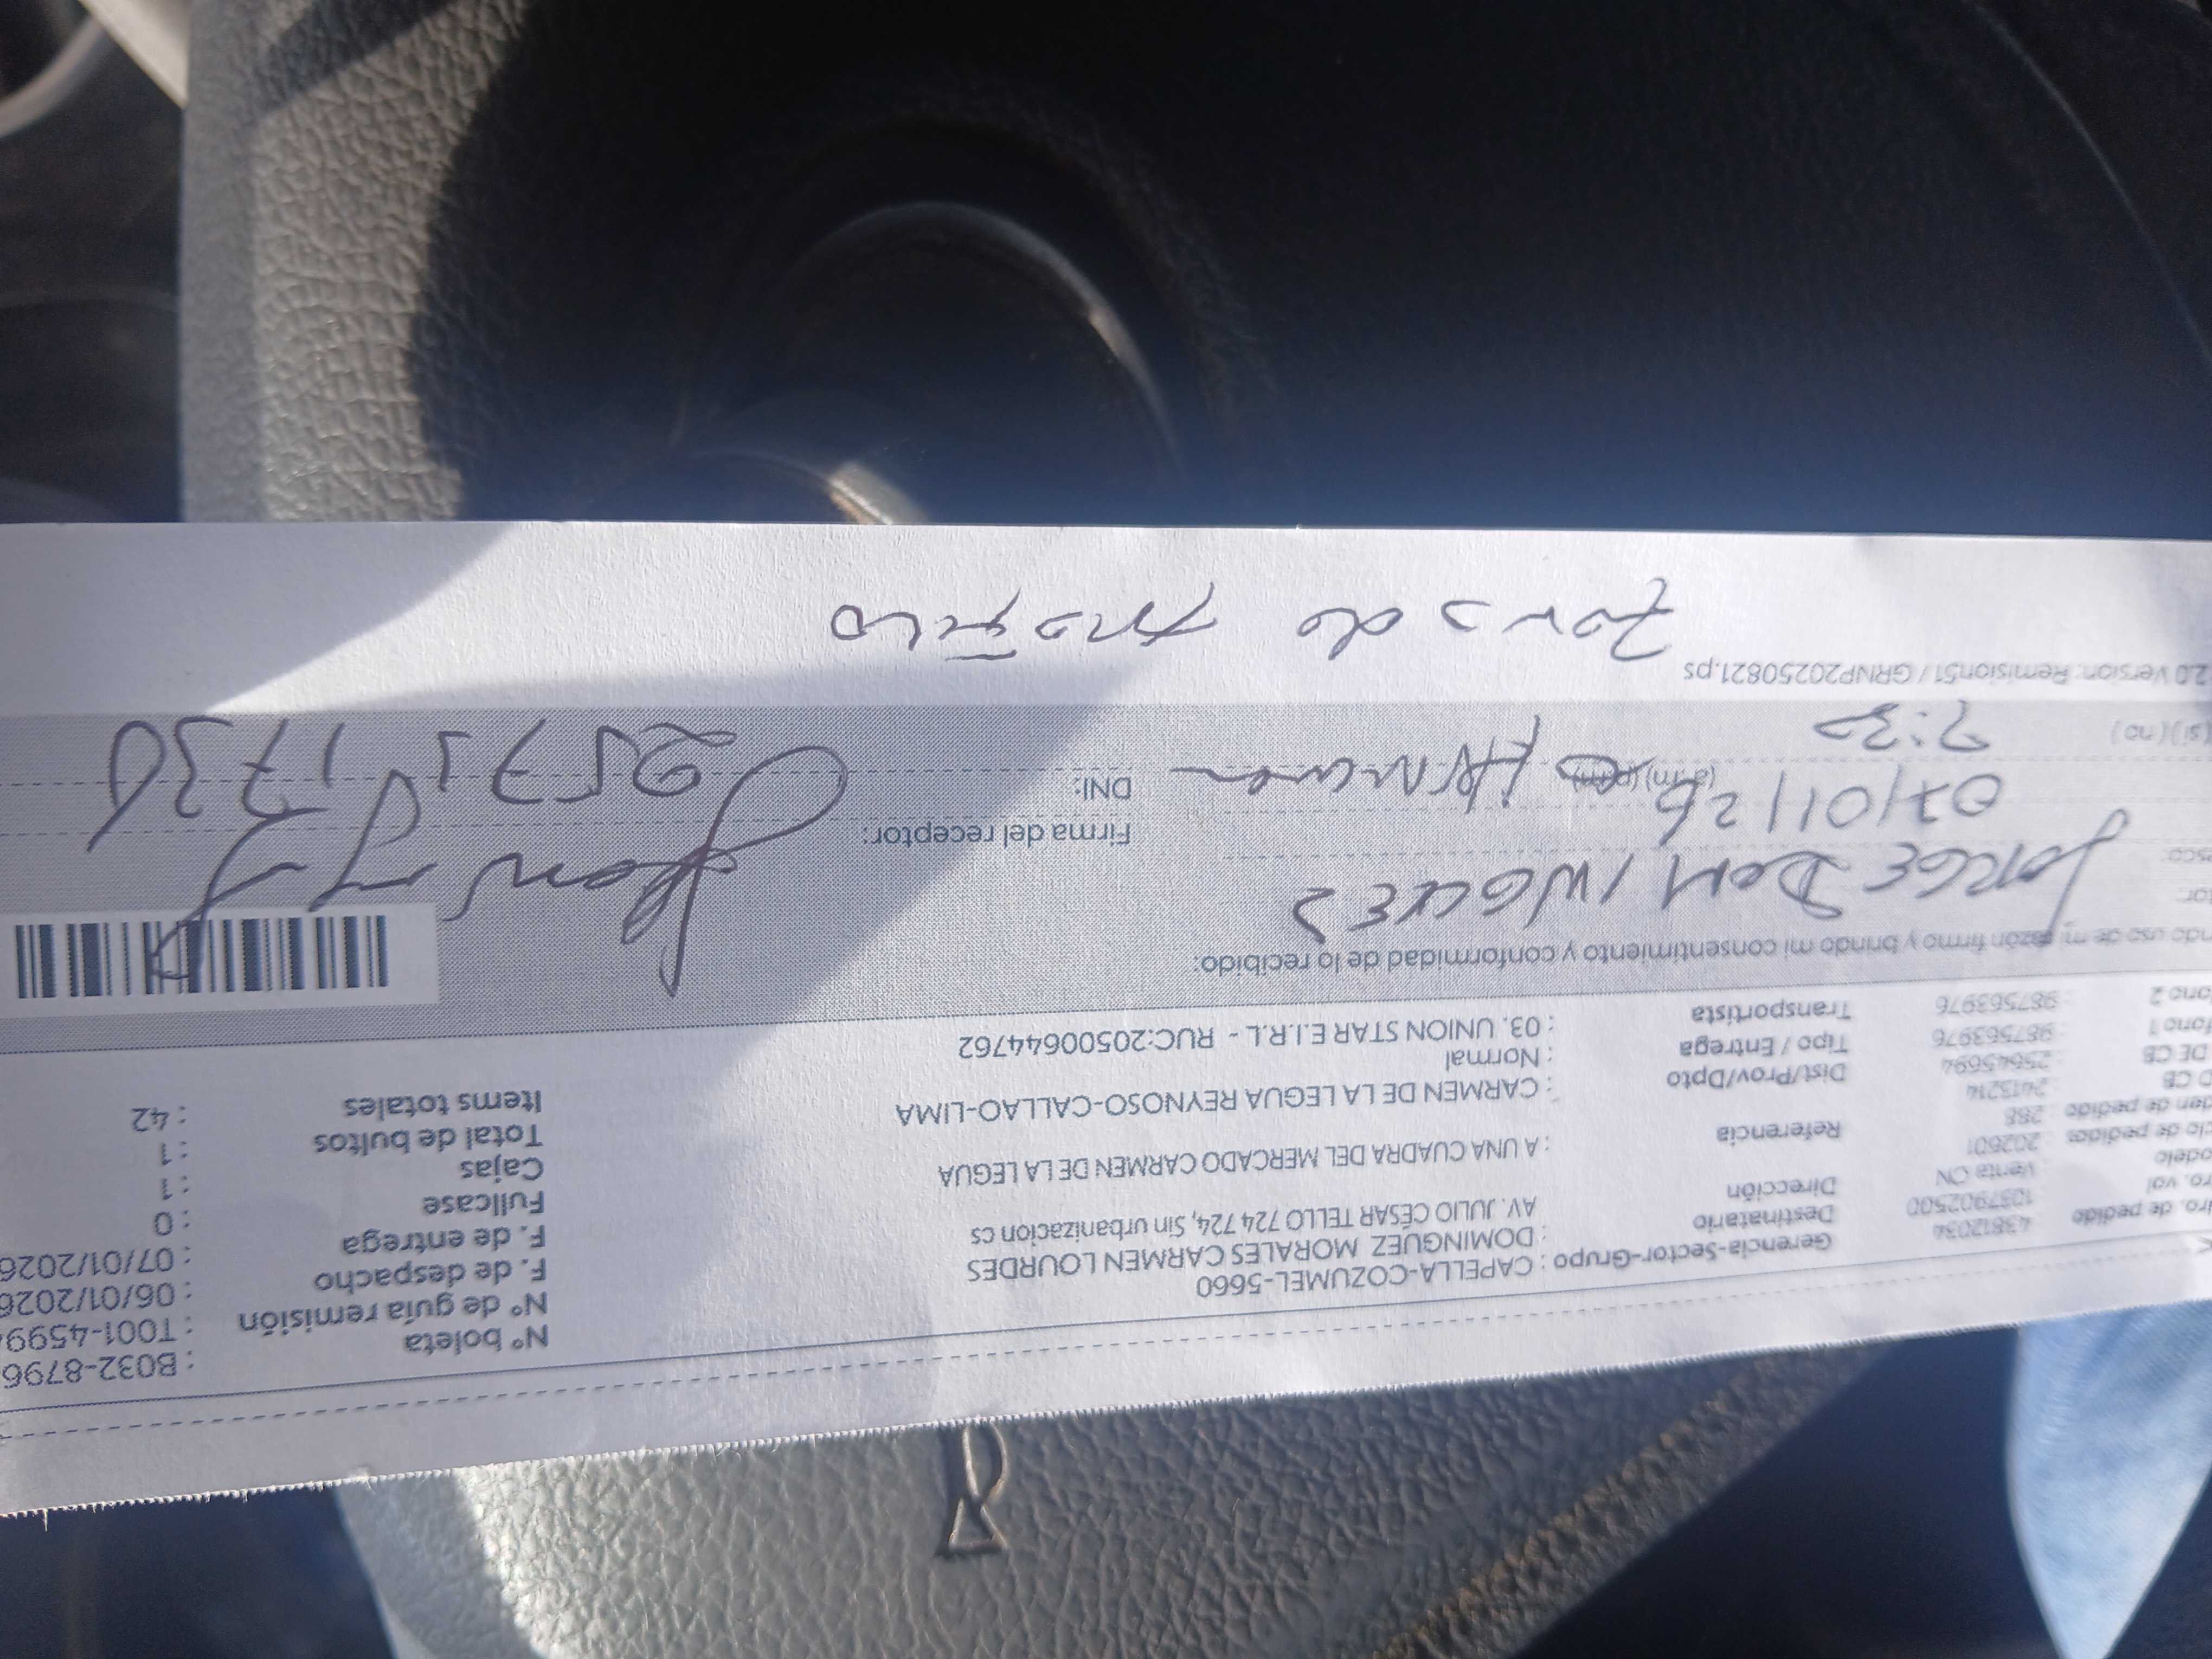 Nº boleta : B032-8796
Nº de guía remisión : T001-4599
F. de despacho : 06/01/2026
F. de entrega : 07/01/2026
Fullcase : 0
Cajas : 1
Total de bultos : 1
Items totales : 42
Gerencia-Sector-Grupo : CAPELLA-COZUMEL-5660
Destinatario : DOMINGUEZ MORALES CARMEN LOURDES
Dirección AV. JULIO CÉSAR TELLO 724 724, Sin urbanizacion cs
Referencia : A UNA CUADRA DEL MERCADO CARMEN DE LA LEGUA
Dist/Prov/Dpto : CARMEN DE LA LEGUA REYNOSO-CALLAO-LIMA
Tipo / Entrega : Normal
Transportista : 03. UNION STAR E.I.R.L - RUC:20500644762
ro. de pedido 43812034
ro. val 1037902500
odelo : Venta CN
clo de pedidos : 202601
den de pedido : 288
D CB : 2413214
DE CB : 25645694
fono 1 : 987563976
fono 2 : 987563976
ndo uso de mi razón firmo y brindo mi consentimiento y conformidad de lo recibido:
or: JORGE DOMINGUEZ
sco:
07/01/26 (a.m) (p.m) Hermano
(si) (no) 7:30
Firma del receptor:
DNI: 25731730
2.0 Version: Remision51 / GRNP20250821.ps
Zona de